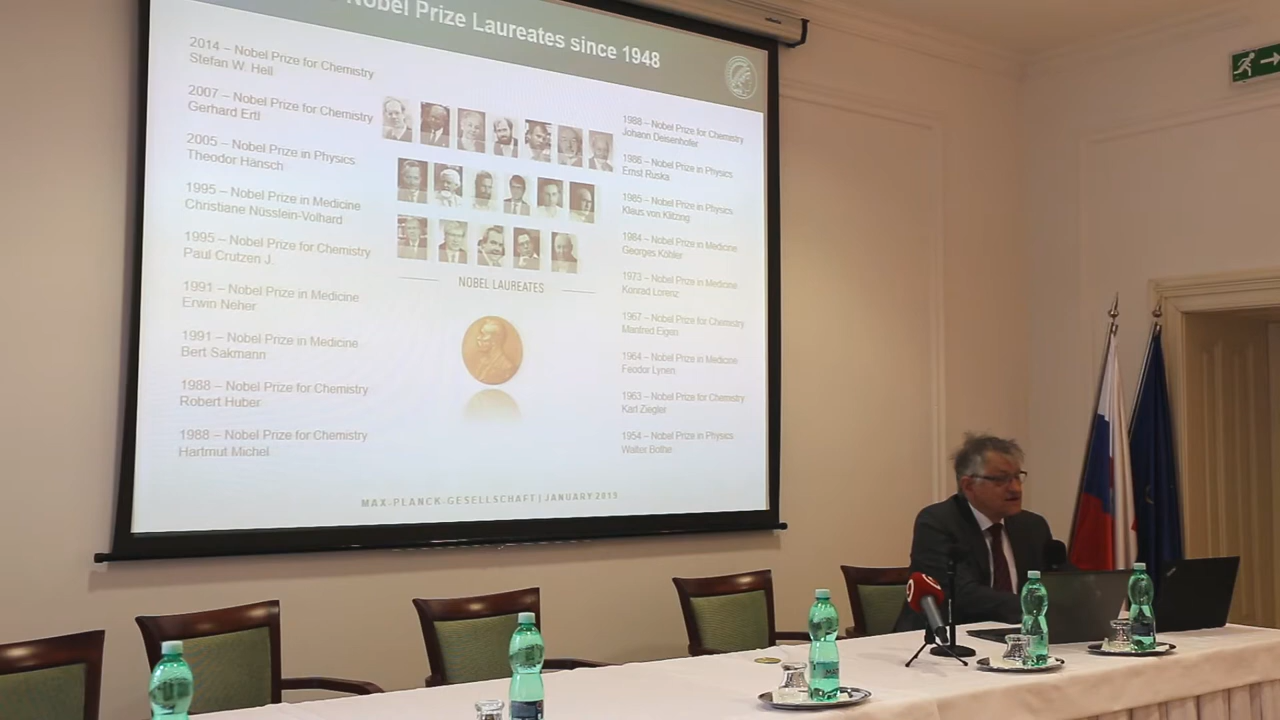 Nobel Prize Laureates since 1948
2014 – Nobel Prize for Chemistry
Stefan W. Hell
2007 – Nobel Prize for Chemistry
Gerhard Ertl
2005 – Nobel Prize in Physics
Theodor Hänsch
1995 – Nobel Prize in Medicine
Christiane Nüsslein-Volhard
1995 – Nobel Prize for Chemistry
Paul Crutzen J.
1991 – Nobel Prize in Medicine
Erwin Neher
1991 – Nobel Prize in Medicine
Bert Sakmann
1988 – Nobel Prize for Chemistry
Robert Huber
1988 – Nobel Prize for Chemistry
Hartmut Michel
NOBEL LAUREATES
1988 – Nobel Prize for Chemistry
Johann Deisenhofer
1986 – Nobel Prize in Physics
Ernst Ruska
1985 – Nobel Prize in Physics
Klaus von Klitzing
1984 – Nobel Prize in Medicine
Georges Köhler
1973 – Nobel Prize in Medicine
Konrad Lorenz
1967 – Nobel Prize for Chemistry
Manfred Eigen
1964 – Nobel Prize in Medicine
Feodor Lynen
1963 – Nobel Prize for Chemistry
Karl Ziegler
1954 – Nobel Prize in Physics
Walter Bothe
MAX-PLANCK-GESELLSCHAFT | JANUARY 2015